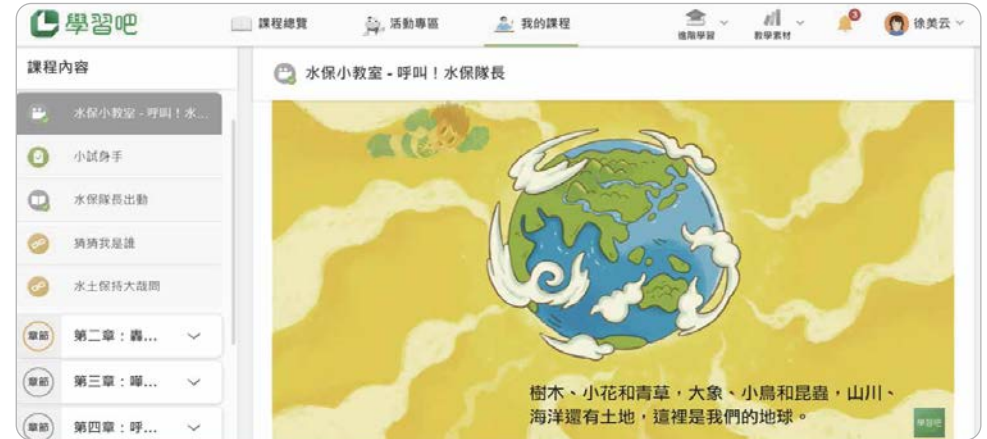 學習吧
課程總覽
活動專區
我的課程
進階學習
教學素材
3
徐美云
課程內容
水保小教室 - 呼叫！水...
小試身手
水保隊長出動
猜猜我是誰
水土保持大哉問
章節 第二章：轟...
章節 第三章：嘩...
章節 第四章：呼...
水保小教室 - 呼叫！水保隊長
樹木、小花和青草，大象、小鳥和昆蟲，山川、
海洋還有土地，這裡是我們的地球。
學習吧